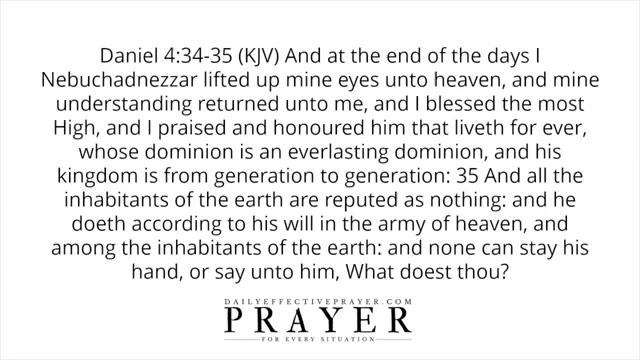 Daniel 4:34-35 (KJV) And at the end of the days I
Nebuchadnezzar lifted up mine eyes unto heaven, and mine
understanding returned unto me, and I blessed the most
High, and I praised and honoured him that liveth for ever,
whose dominion is an everlasting dominion, and his
kingdom is from generation to generation: 35 And all the
inhabitants of the earth are reputed as nothing: and he
doeth according to his will in the army of heaven, and
among the inhabitants of the earth: and none can stay his
hand, or say unto him, What doest thou?
DAILYEFFECTIVEPRAYER.COM
PRAYER
FOR EVERY SITUATION